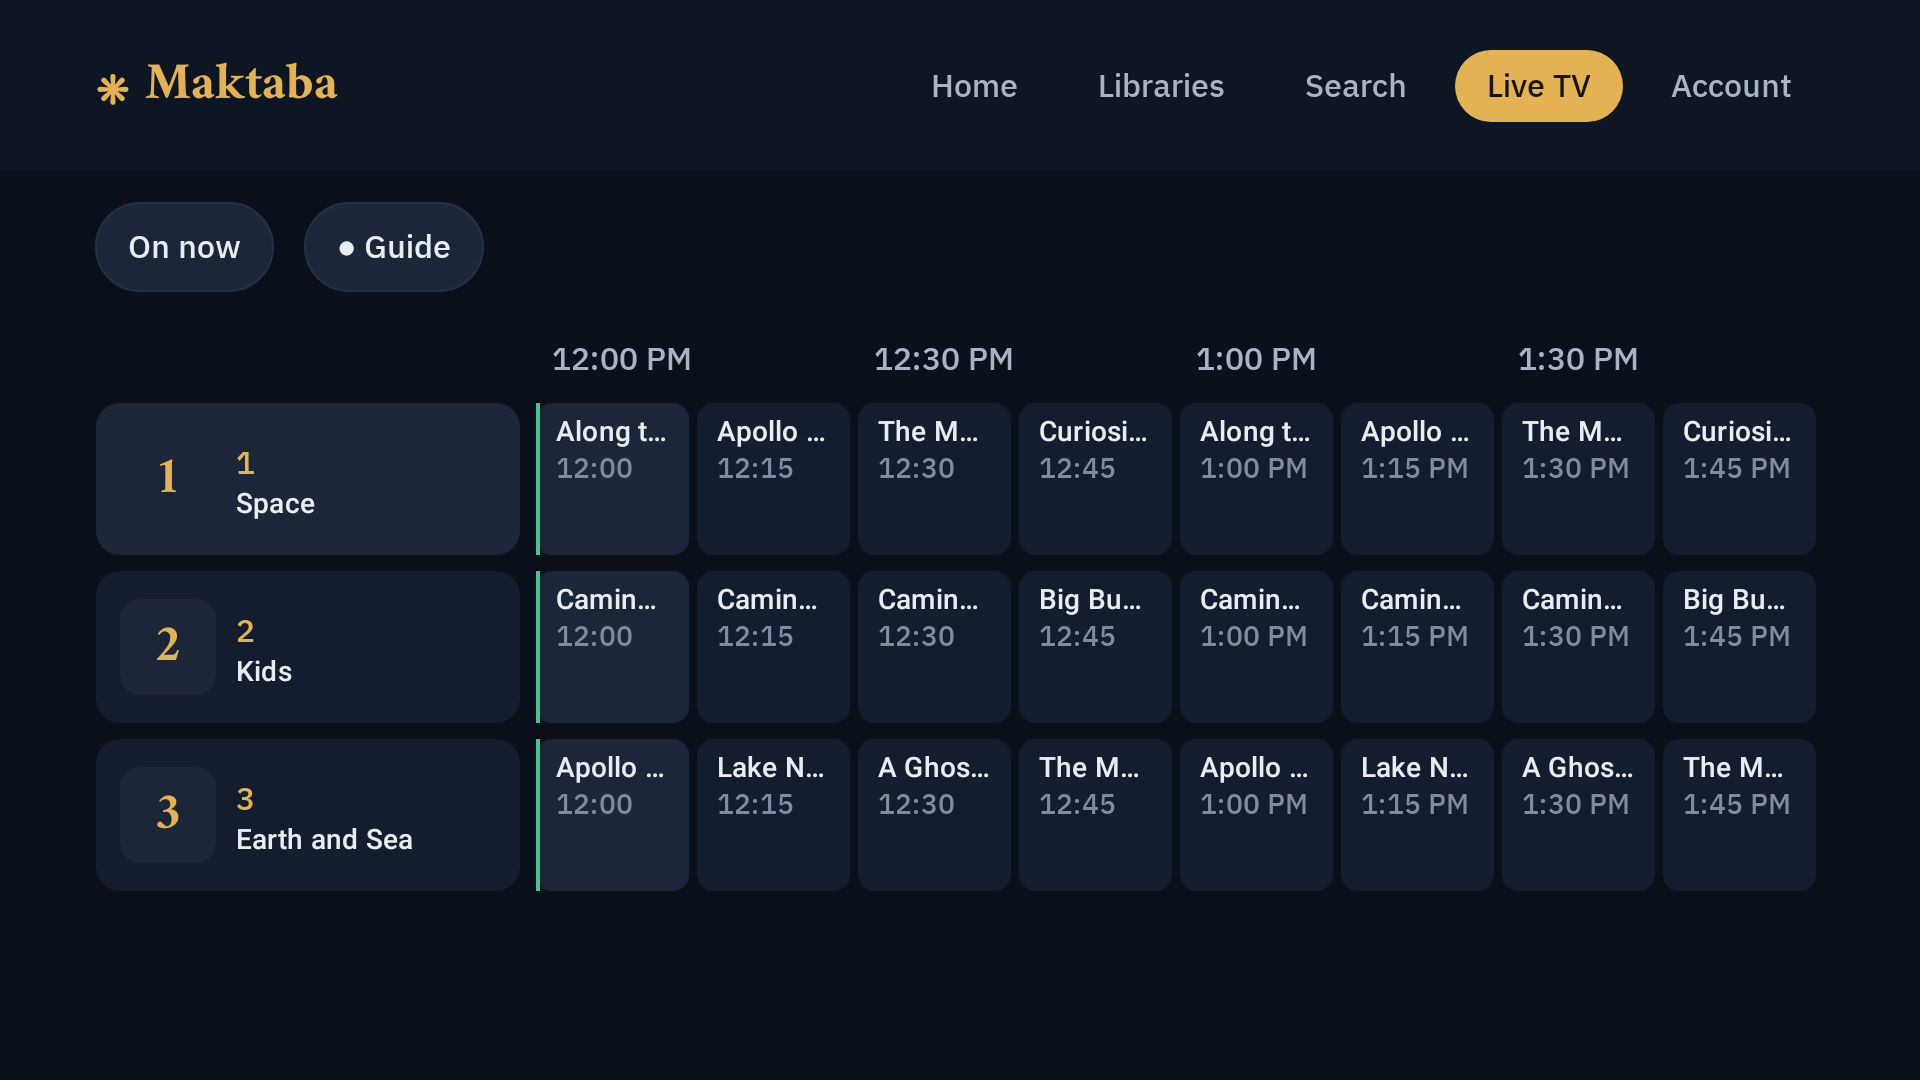 Maktaba
Home Libraries Search Live TV Account
On now ● Guide
12:00 PM 12:30 PM 1:00 PM 1:30 PM
1
1
Space
Along t... Apollo ... The M... Curiosi... Along t... Apollo ... The M... Curiosi...
12:00 12:15 12:30 12:45 1:00 PM 1:15 PM 1:30 PM 1:45 PM
2
2
Kids
Camin... Camin... Camin... Big Bu... Camin... Camin... Camin... Big Bu...
12:00 12:15 12:30 12:45 1:00 PM 1:15 PM 1:30 PM 1:45 PM
3
3
Earth and Sea
Apollo ... Lake N... A Ghos... The M... Apollo ... Lake N... A Ghos... The M...
12:00 12:15 12:30 12:45 1:00 PM 1:15 PM 1:30 PM 1:45 PM